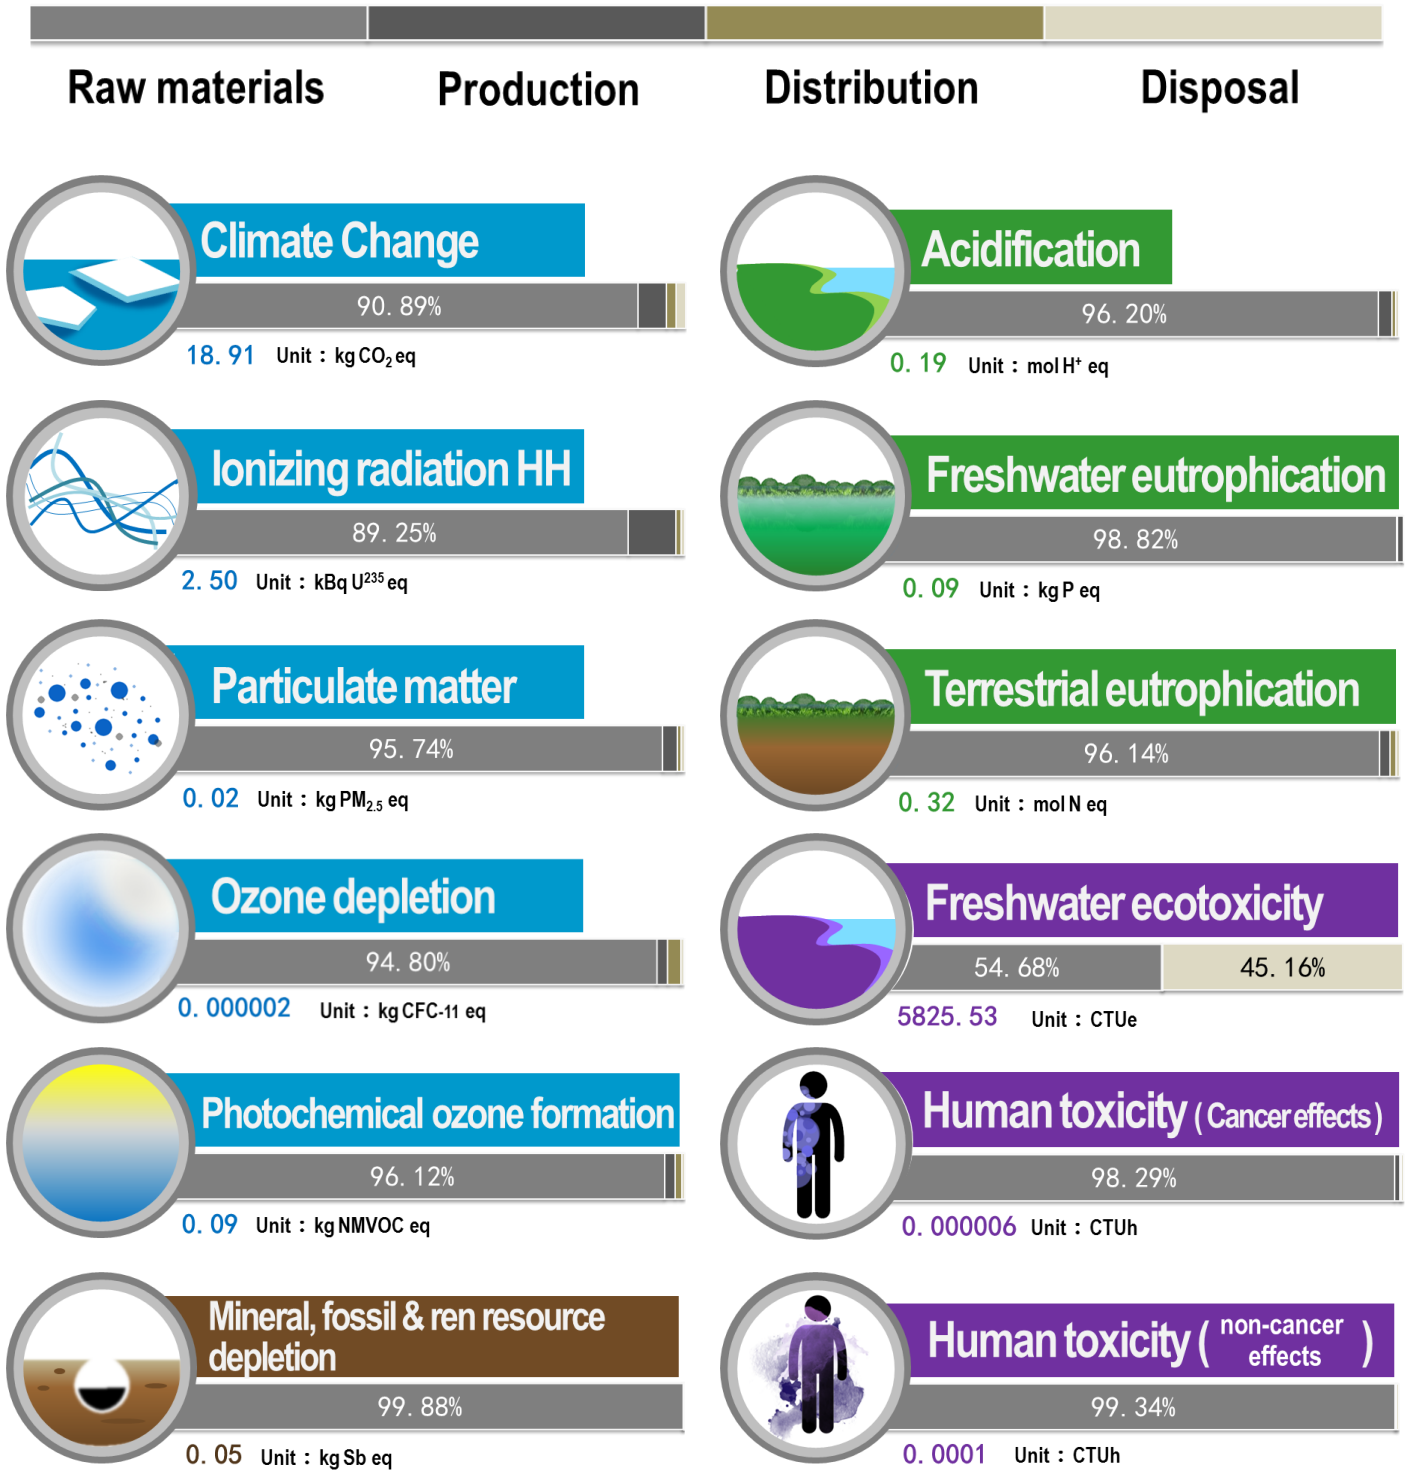 Raw materials
Production
Distribution
Disposal
Climate Change
90.89%
18.91 Unit：kg CO₂ eq
Ionizing radiation HH
89.25%
2.50 Unit：kBq U²³⁵ eq
Particulate matter
95.74%
0.02 Unit：kg PM₂.₅ eq
Ozone depletion
94.80%
0.000002 Unit：kg CFC-11 eq
Photochemical ozone formation
96.12%
0.09 Unit：kg NMVOC eq
Mineral, fossil & ren resource
depletion
99.88%
0.05 Unit：kg Sb eq
Acidification
96.20%
0.19 Unit：mol H⁺ eq
Freshwater eutrophication
98.82%
0.09 Unit：kg P eq
Terrestrial eutrophication
96.14%
0.32 Unit：mol N eq
Freshwater ecotoxicity
54.68% 45.16%
5825.53 Unit：CTUe
Human toxicity (Cancer effects)
98.29%
0.000006 Unit：CTUh
Human toxicity (non-cancer
effects)
99.34%
0.0001 Unit：CTUh